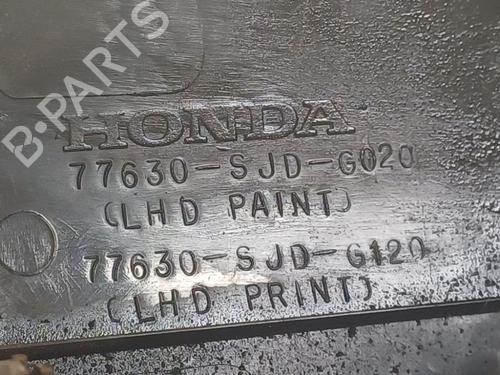 B-PARTS
HONDA
77630-SJD-G020
(LHD PAINT)
77630-SJD-G120
(LHD PRINT)